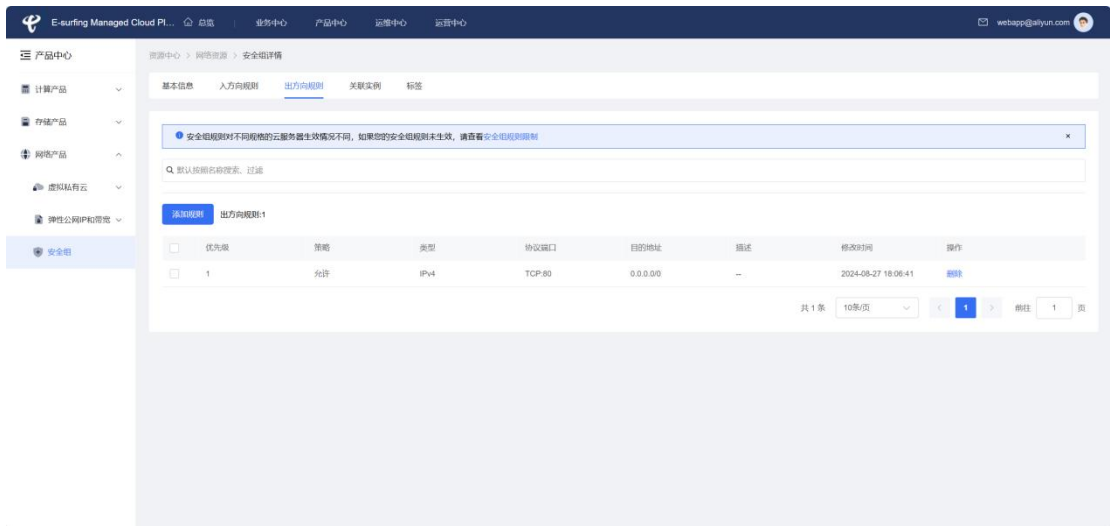 E-surfing Managed Cloud Pl... 总览 业务中心 产品中心 运维中心 运营中心 webapp@aliyun.com
产品中心
资源中心 > 网络资源 > 安全组详情
计算产品
存储产品
网络产品
虚拟私有云
弹性公网IP和带宽
安全组
基本信息 入方向规则 出方向规则 关联实例 标签
安全组规则对不同规格的云服务器生效情况不同，如果您的安全组规则未生效，请查看安全组规则限制
默认按照名称搜索、过滤
添加规则 出方向规则:1
优先级 策略 类型 协议端口 目的地址 描述 修改时间 操作
1 允许 IPv4 TCP:80 0.0.0.0/0 -- 2024-08-27 18:06:41 删除
共 1 条 10条/页 < 1 > 前往 1 页